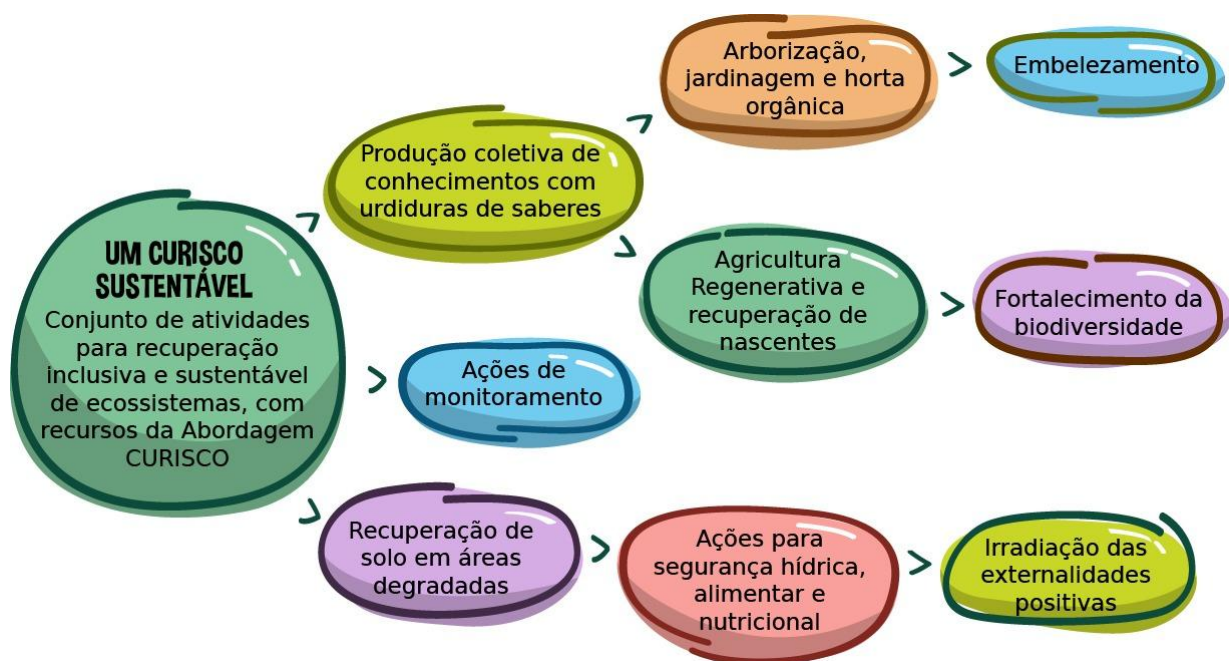 UM CURISCO
SUSTENTÁVEL
Conjunto de atividades
para recuperação
inclusiva e sustentável
de ecossistemas, com
recursos da Abordagem
CURISCO
Produção coletiva de
conhecimentos com
urdiduras de saberes
Arborização,
jardinagem e horta
orgânica
Embelezamento
Agricultura
Regenerativa e
recuperação de
nascentes
Fortalecimento da
biodiversidade
Ações de
monitoramento
Recuperação de
solo em áreas
degradadas
Ações para
segurança hídrica,
alimentar e
nutricional
Irradiação das
externalidades
positivas